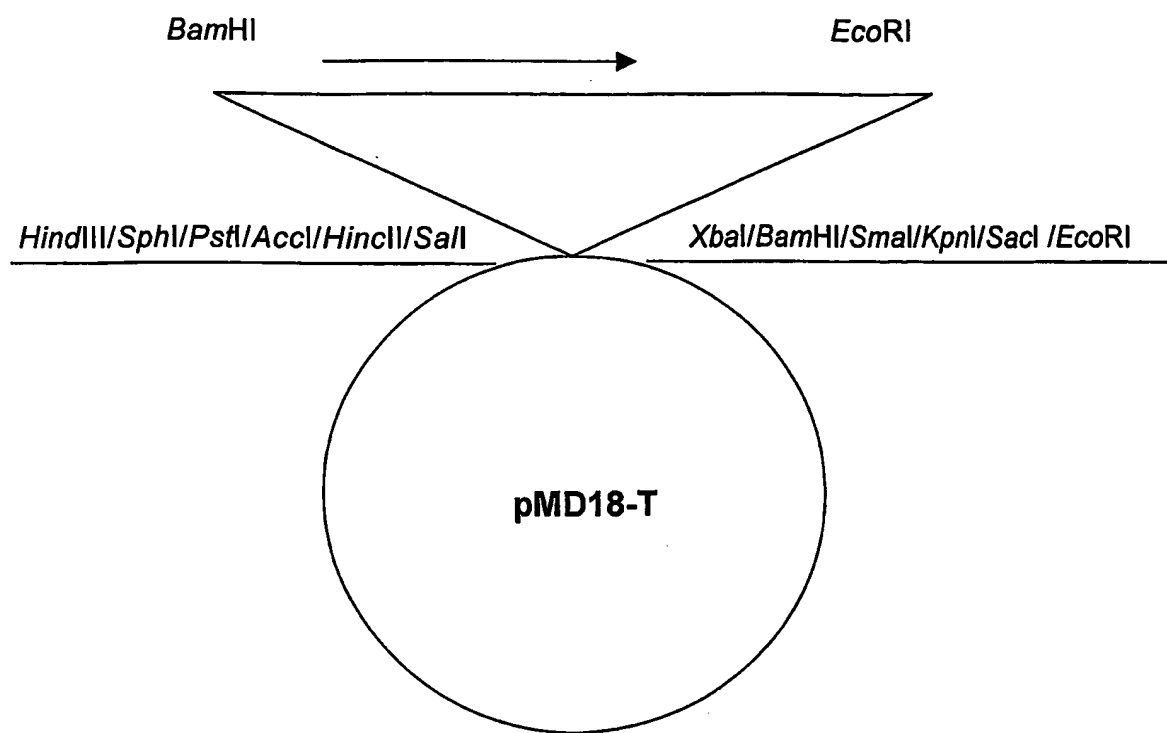 BamHI EcoRI
HindIII/SphI/PstI/AccI/HincII/SalI XbaI/BamHI/SmaI/KpnI/SacI /EcoRI
pMD18-T